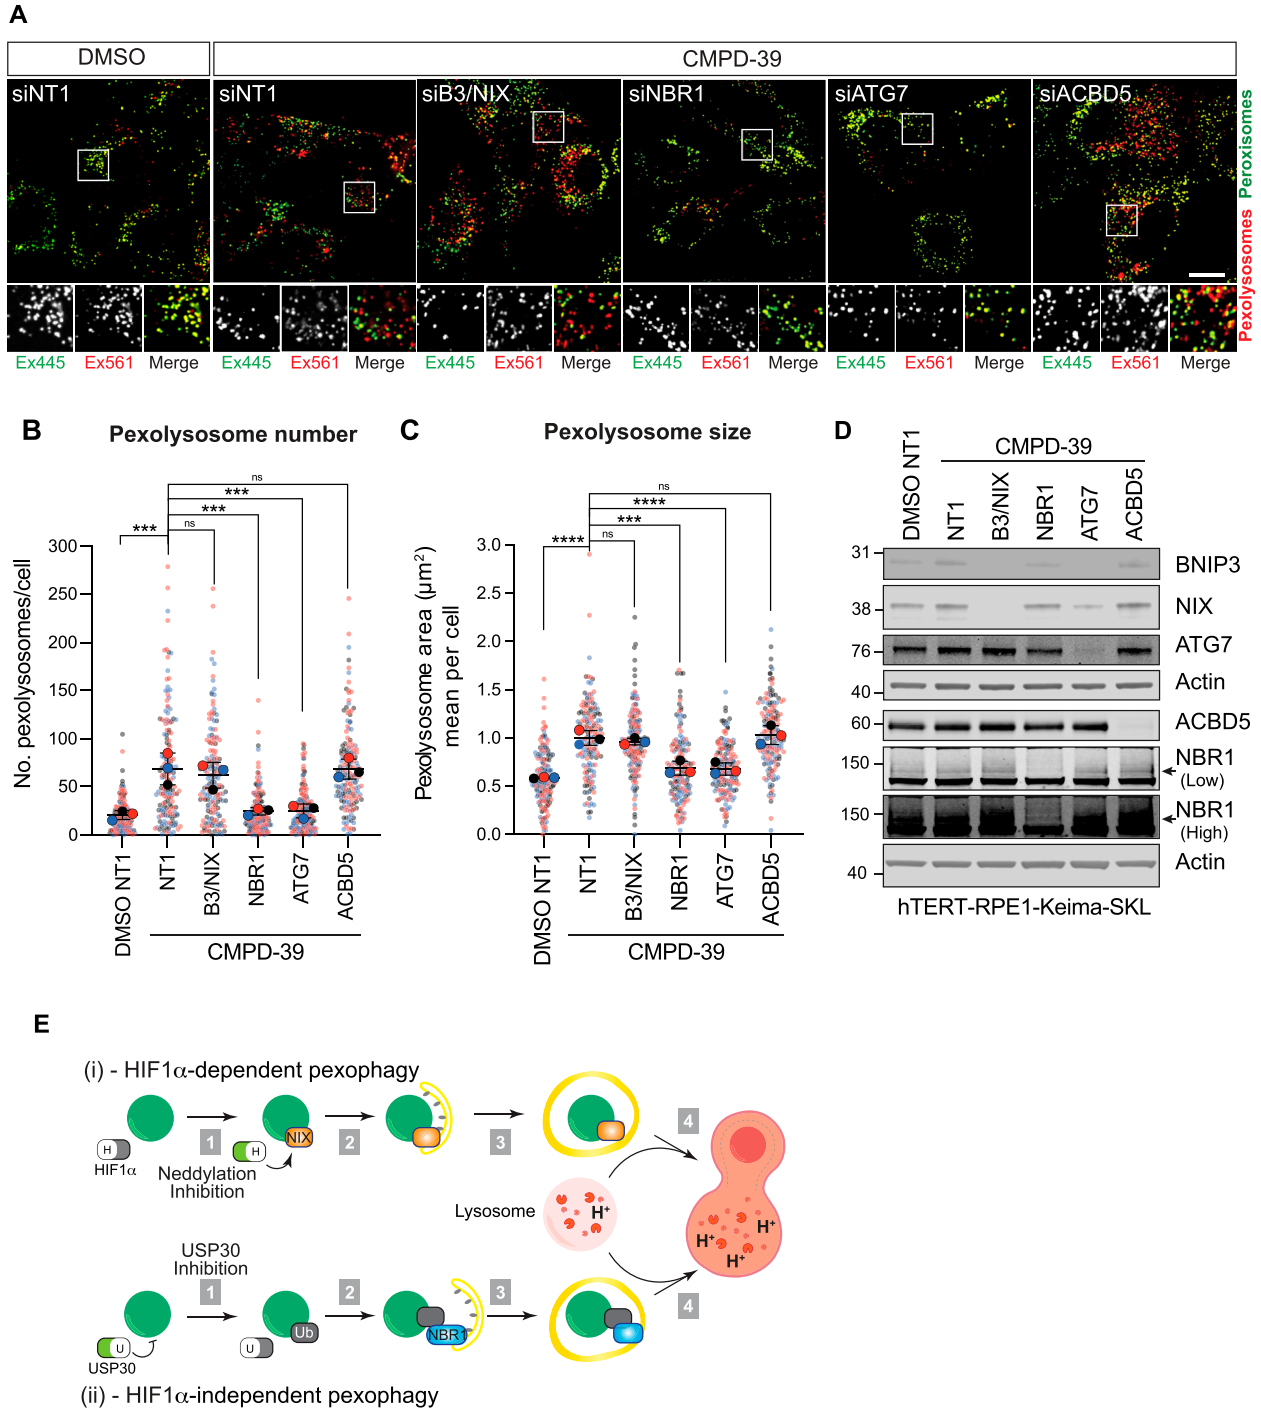 A
DMSO
CMPD-39
siNT1
siNT1
siB3/NIX
siNBR1
siATG7
siACBD5
Pexolysosomes Peroxisomes
Ex445 Ex561 Merge
Ex445 Ex561 Merge
Ex445 Ex561 Merge
Ex445 Ex561 Merge
Ex445 Ex561 Merge
Ex445 Ex561 Merge
B
Pexolysosome number
No. pexolysosomes/cell
300
250
200
150
100
50
0
***
ns
***
***
ns
DMSO NT1
NT1
B3/NIX
NBR1
ATG7
ACBD5
CMPD-39
C
Pexolysosome size
Pexolysosome area (µm²)
mean per cell
3.0
2.5
2.0
1.5
1.0
0.5
0.0
****
ns
***
****
ns
DMSO NT1
NT1
B3/NIX
NBR1
ATG7
ACBD5
CMPD-39
D
DMSO NT1
CMPD-39
NT1
B3/NIX
NBR1
ATG7
ACBD5
31
BNIP3
38
NIX
76
ATG7
40
Actin
60
ACBD5
150
NBR1
(Low)
150
NBR1
(High)
40
Actin
hTERT-RPE1-Keima-SKL
E
(i) - HIF1α-dependent pexophagy
H
HIF1α
1
H
NIX
Neddylation
Inhibition
2
3
4
Lysosome
H⁺
H⁺
H⁺
H⁺
USP30
Inhibition
1
2
3
4
U
USP30
U
Ub
NBR1
(ii) - HIF1α-independent pexophagy